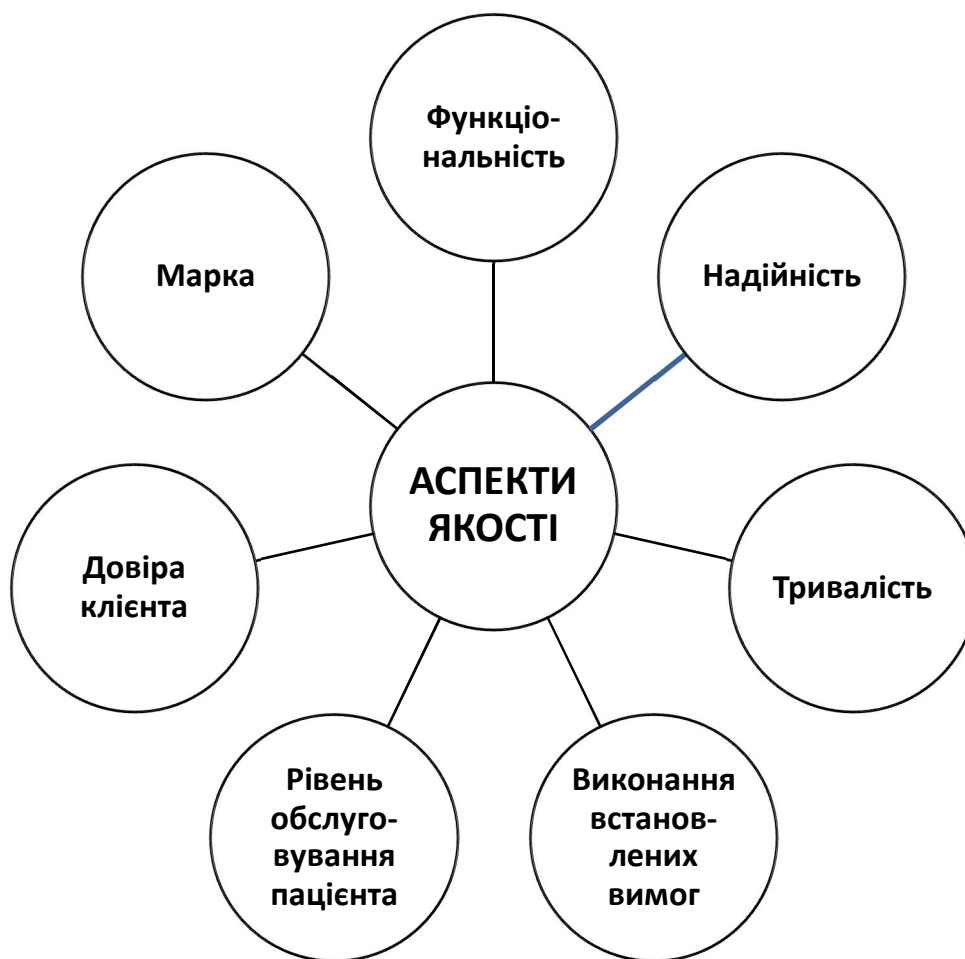 Функціо-
нальність
Марка
Надійність
АСПЕКТИ
ЯКОСТІ
Довіра
клієнта
Тривалість
Рівень
обслуго-
вування
пацієнта
Виконання
встанов-
лених
вимог